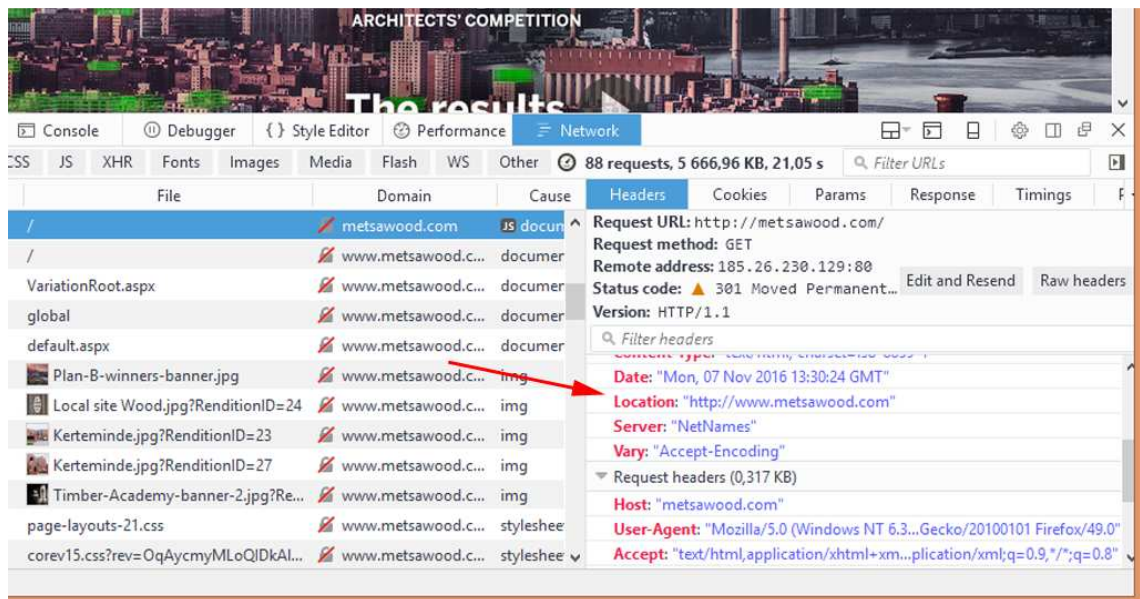 ARCHITECTS' COMPETITION
The results
Console Debugger { } Style Editor Performance Network
CSS JS XHR Fonts Images Media Flash WS Other 88 requests, 5 666,96 KB, 21,05 s Filter URLs
File Domain Cause Headers Cookies Params Response Timings
/ metsawood.com JS docum
/ www.metsawood.c... documer
VariationRoot.aspx www.metsawood.c... documer
global www.metsawood.c... documer
default.aspx www.metsawood.c... documer
Plan-B-winners-banner.jpg www.metsawood.c... img
Local site Wood.jpg?RenditionID=24 www.metsawood.c... img
Kerteminde.jpg?RenditionID=23 www.metsawood.c... img
Kerteminde.jpg?RenditionID=27 www.metsawood.c... img
Timber-Academy-banner-2.jpg?Re... www.metsawood.c... img
page-layouts-21.css www.metsawood.c... styleshee
corev15.css?rev=OqAycmyMLoQIDkAI... www.metsawood.c... styleshee
Request URL: http://metsawood.com/
Request method: GET
Remote address: 185.26.230.129:80
Status code: 301 Moved Permanent... Edit and Resend Raw headers
Version: HTTP/1.1
Filter headers
Date: "Mon, 07 Nov 2016 13:30:24 GMT"
Location: "http://www.metsawood.com"
Server: "NetNames"
Vary: "Accept-Encoding"
Request headers (0,317 KB)
Host: "metsawood.com"
User-Agent: "Mozilla/5.0 (Windows NT 6.3...Gecko/20100101 Firefox/49.0"
Accept: "text/html,application/xhtml+xm...plication/xml;q=0.9,*/*;q=0.8"